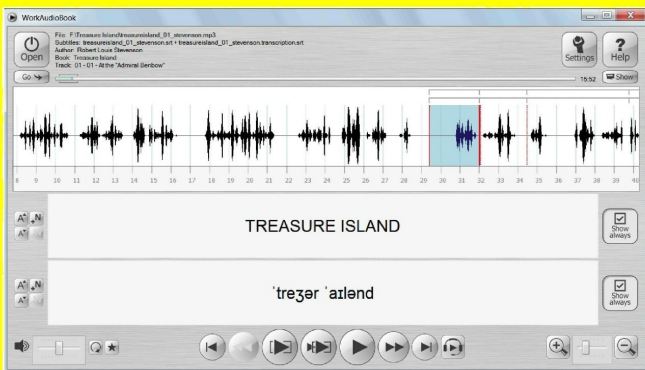 WorkAudioBook
File: F:\Treasure Island\treasureisland_01_stevenson.mp3
Subtitles: treasureisland_01_stevenson.srt + treasureisland_01_stevenson.transcription.srt
Author: Robert Louis Stevenson
Book: Treasure Island
Track: 01 - 01 - At the "Admiral Benbow"
Open
Settings
Help
Go
15:52
Show
8 9 10 11 12 13 14 15 16 17 18 19 20 21 22 23 24 25 26 27 28 29 30 31 32 33 34 35 36 37 38 39 40
A N
TREASURE ISLAND
Show always
A
A N
ˈtreʒər ˈaɪlənd
Show always
A